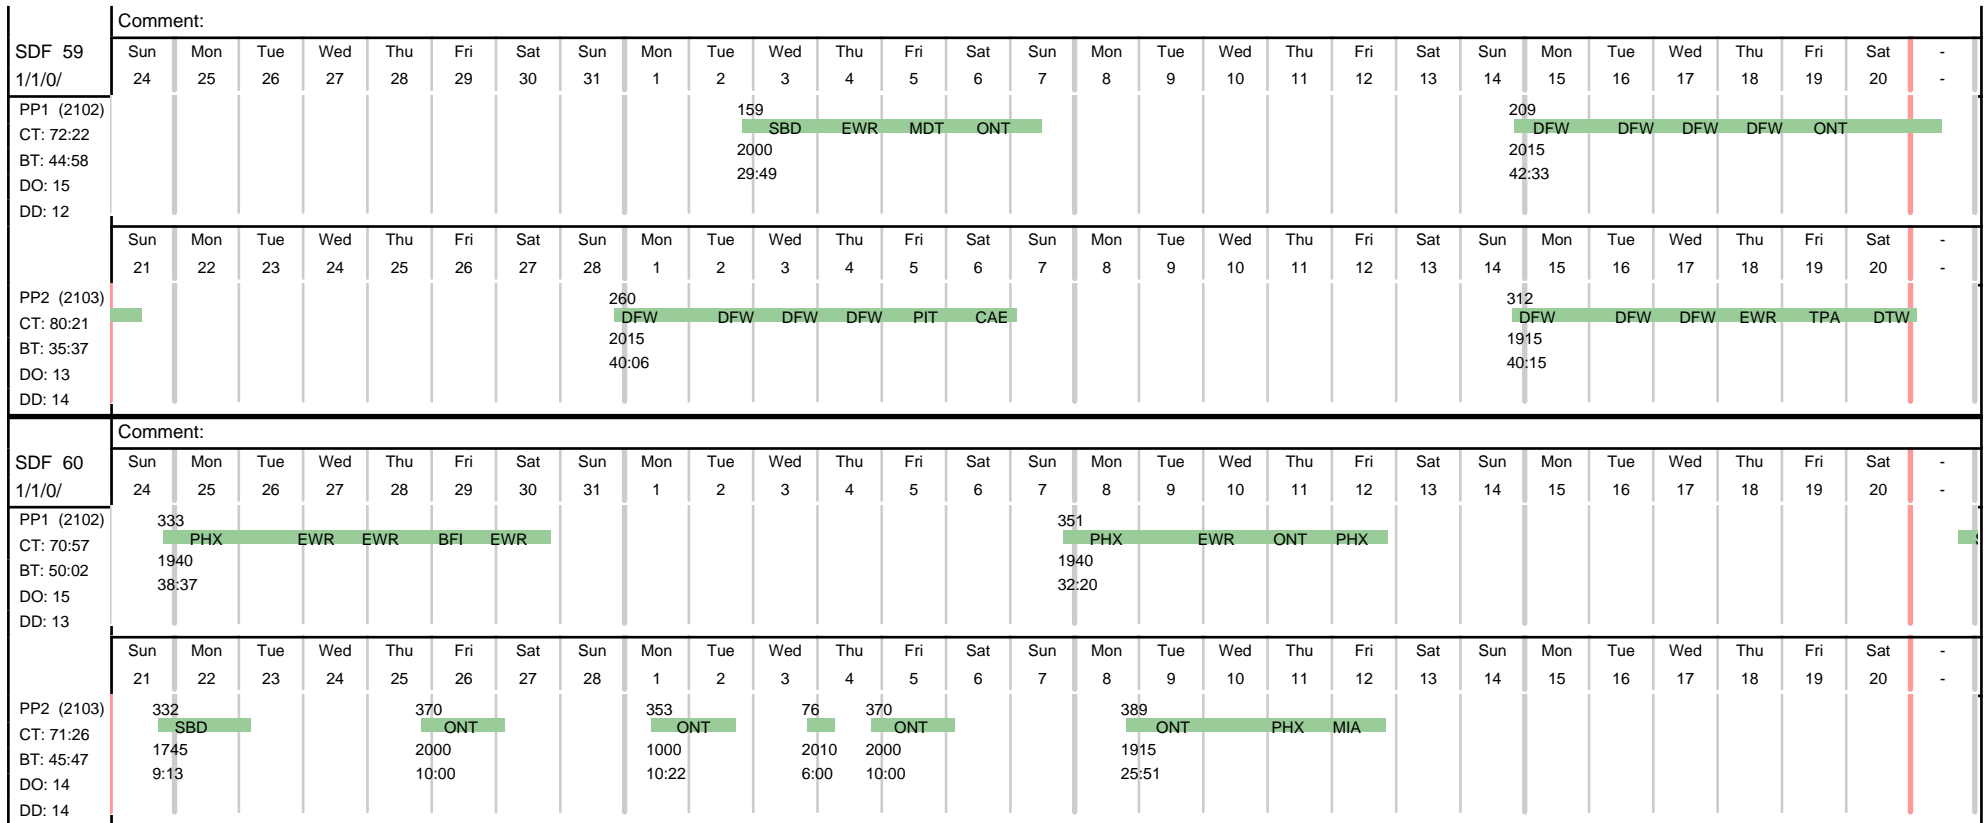 Comment:
SDF 59 Sun Mon Tue Wed Thu Fri Sat Sun Mon Tue Wed Thu Fri Sat Sun Mon Tue Wed Thu Fri Sat Sun Mon Tue Wed Thu Fri Sat -
1/1/0/ 24 25 26 27 28 29 30 31 1 2 3 4 5 6 7 8 9 10 11 12 13 14 15 16 17 18 19 20 -
PP1 (2102) 159 209
CT: 72:22 SBD EWR MDT ONT DFW DFW DFW DFW ONT
BT: 44:58 2000 2015
DO: 15 29:49 42:33
DD: 12
Sun Mon Tue Wed Thu Fri Sat Sun Mon Tue Wed Thu Fri Sat Sun Mon Tue Wed Thu Fri Sat Sun Mon Tue Wed Thu Fri Sat -
21 22 23 24 25 26 27 28 1 2 3 4 5 6 7 8 9 10 11 12 13 14 15 16 17 18 19 20 -
PP2 (2103) 260 312
CT: 80:21 DFW DFW DFW DFW PIT CAE DFW DFW DFW EWR TPA DTW
BT: 35:37 2015 1915
DO: 13 40:06 40:15
DD: 14
Comment:
SDF 60 Sun Mon Tue Wed Thu Fri Sat Sun Mon Tue Wed Thu Fri Sat Sun Mon Tue Wed Thu Fri Sat Sun Mon Tue Wed Thu Fri Sat -
1/1/0/ 24 25 26 27 28 29 30 31 1 2 3 4 5 6 7 8 9 10 11 12 13 14 15 16 17 18 19 20 -
PP1 (2102) 333 351
CT: 70:57 PHX EWR EWR BFI EWR PHX EWR ONT PHX
BT: 50:02 1940 1940
DO: 15 38:37 32:20
DD: 13
Sun Mon Tue Wed Thu Fri Sat Sun Mon Tue Wed Thu Fri Sat Sun Mon Tue Wed Thu Fri Sat Sun Mon Tue Wed Thu Fri Sat -
21 22 23 24 25 26 27 28 1 2 3 4 5 6 7 8 9 10 11 12 13 14 15 16 17 18 19 20 -
PP2 (2103) 332 370 353 76 370 389
CT: 71:26 SBD ONT ONT ONT ONT PHX MIA
BT: 45:47 1745 2000 1000 2010 2000 1915
DO: 14 9:13 10:00 10:22 6:00 10:00 25:51
DD: 14